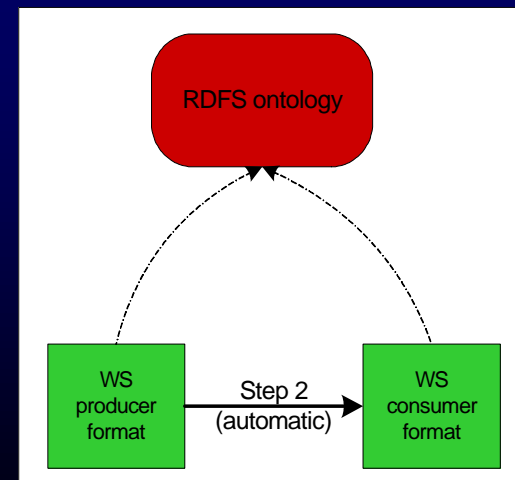 RDFS ontology
WS
producer
format
Step 2
(automatic)
WS
consumer
format